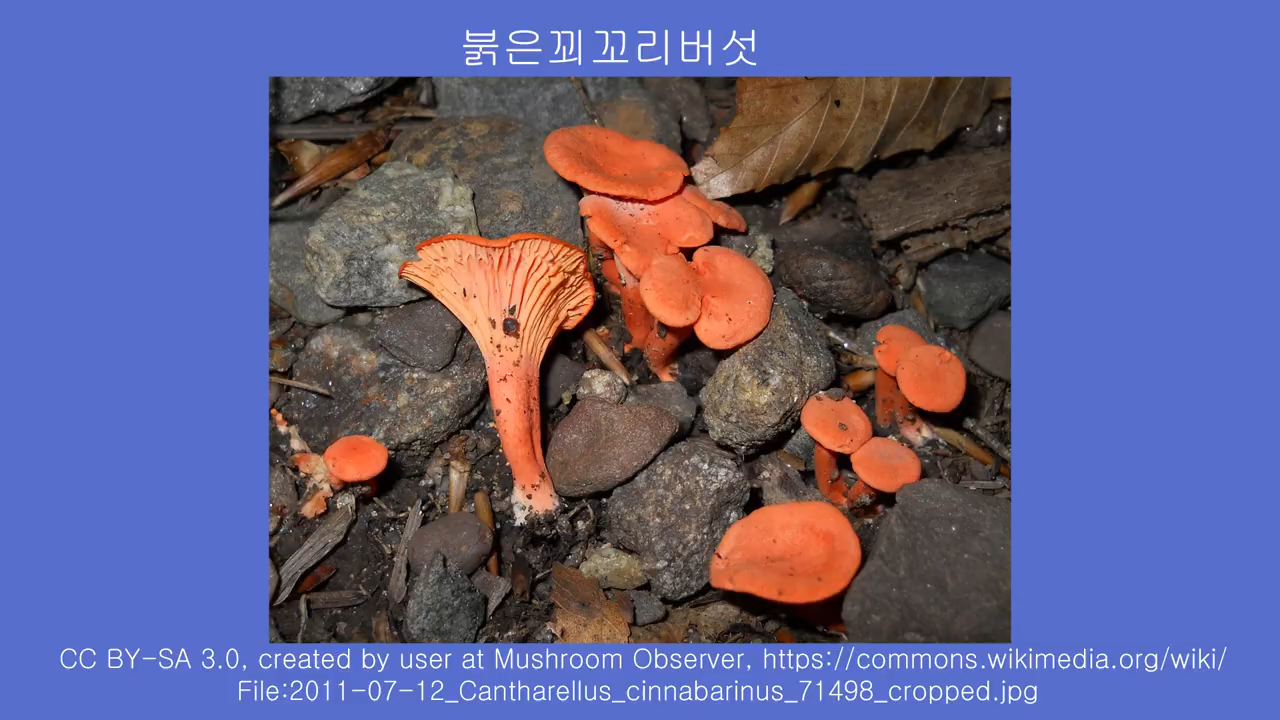 붉은꾀꼬리버섯
CC BY-SA 3.0, created by user at Mushroom Observer, https://commons.wikimedia.org/wiki/
File:2011-07-12_Cantharellus_cinnabarinus_71498_cropped.jpg